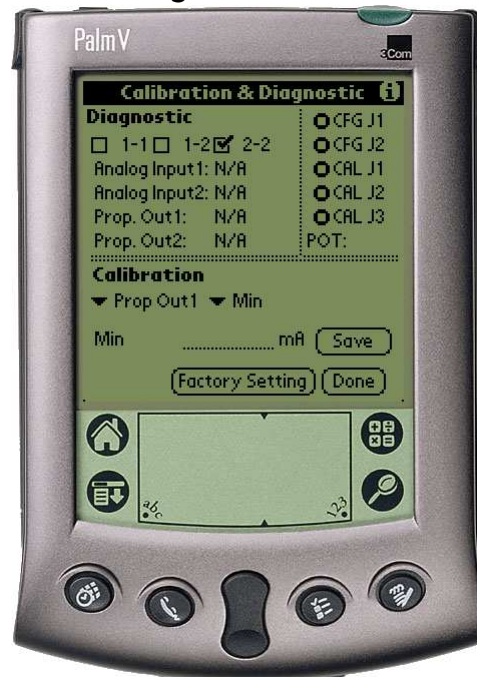 Palm V
3Com
Calibration & Diagnostic i
Diagnostic
1-1 1-2 2-2
Analog Input1: N/A
Analog Input2: N/A
Prop. Out1: N/A
Prop. Out2: N/A
CFG J1
CFG J2
CAL J1
CAL J2
CAL J3
POT:
Calibration
Prop Out1 Min
Min mA Save
Factory Setting Done
abc
123